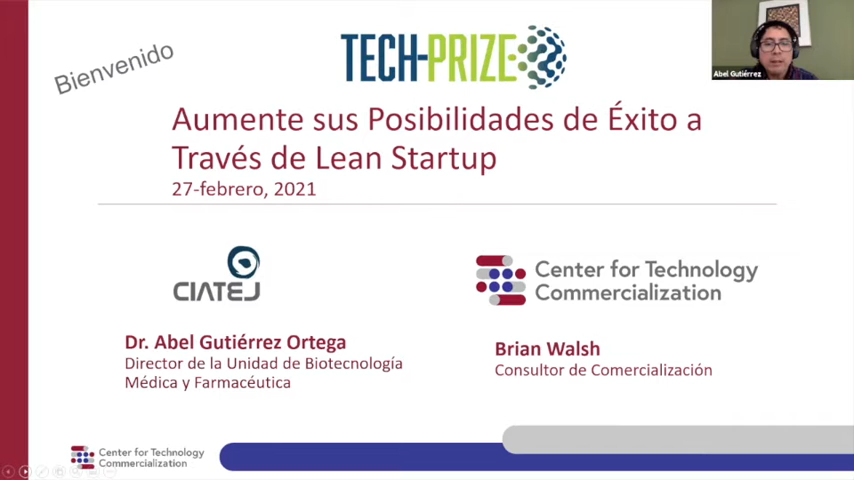 Bienvenido
TECH-PRIZE
Abel Gutiérrez
Aumente sus Posibilidades de Éxito a
Través de Lean Startup
27-febrero, 2021
CIATEJ
Center for Technology
Commercialization
Dr. Abel Gutiérrez Ortega
Director de la Unidad de Biotecnología
Médica y Farmacéutica
Brian Walsh
Consultor de Comercialización
Center for Technology
Commercialization